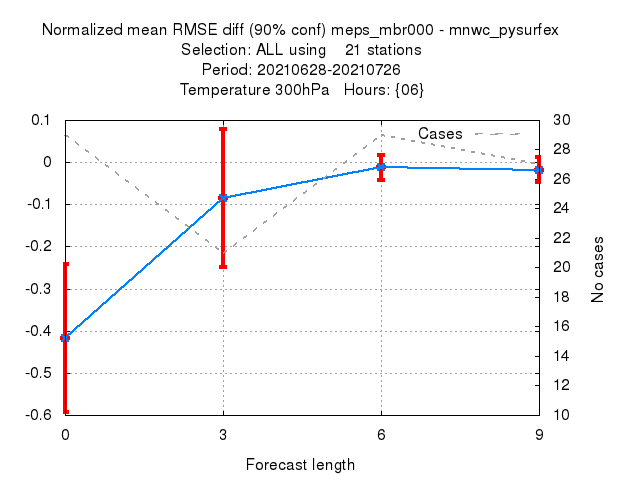 Normalized mean RMSE diff (90% conf) meps_mbr000 - mnwc_pysurfex
Selection: ALL using 21 stations
Period: 20210628-20210726
Temperature 300hPa Hours: {06}
Cases
0.1
0
-0.1
-0.2
-0.3
-0.4
-0.5
-0.6
30
28
26
24
22
20
18
16
14
12
10
No cases
0 3 6 9
Forecast length